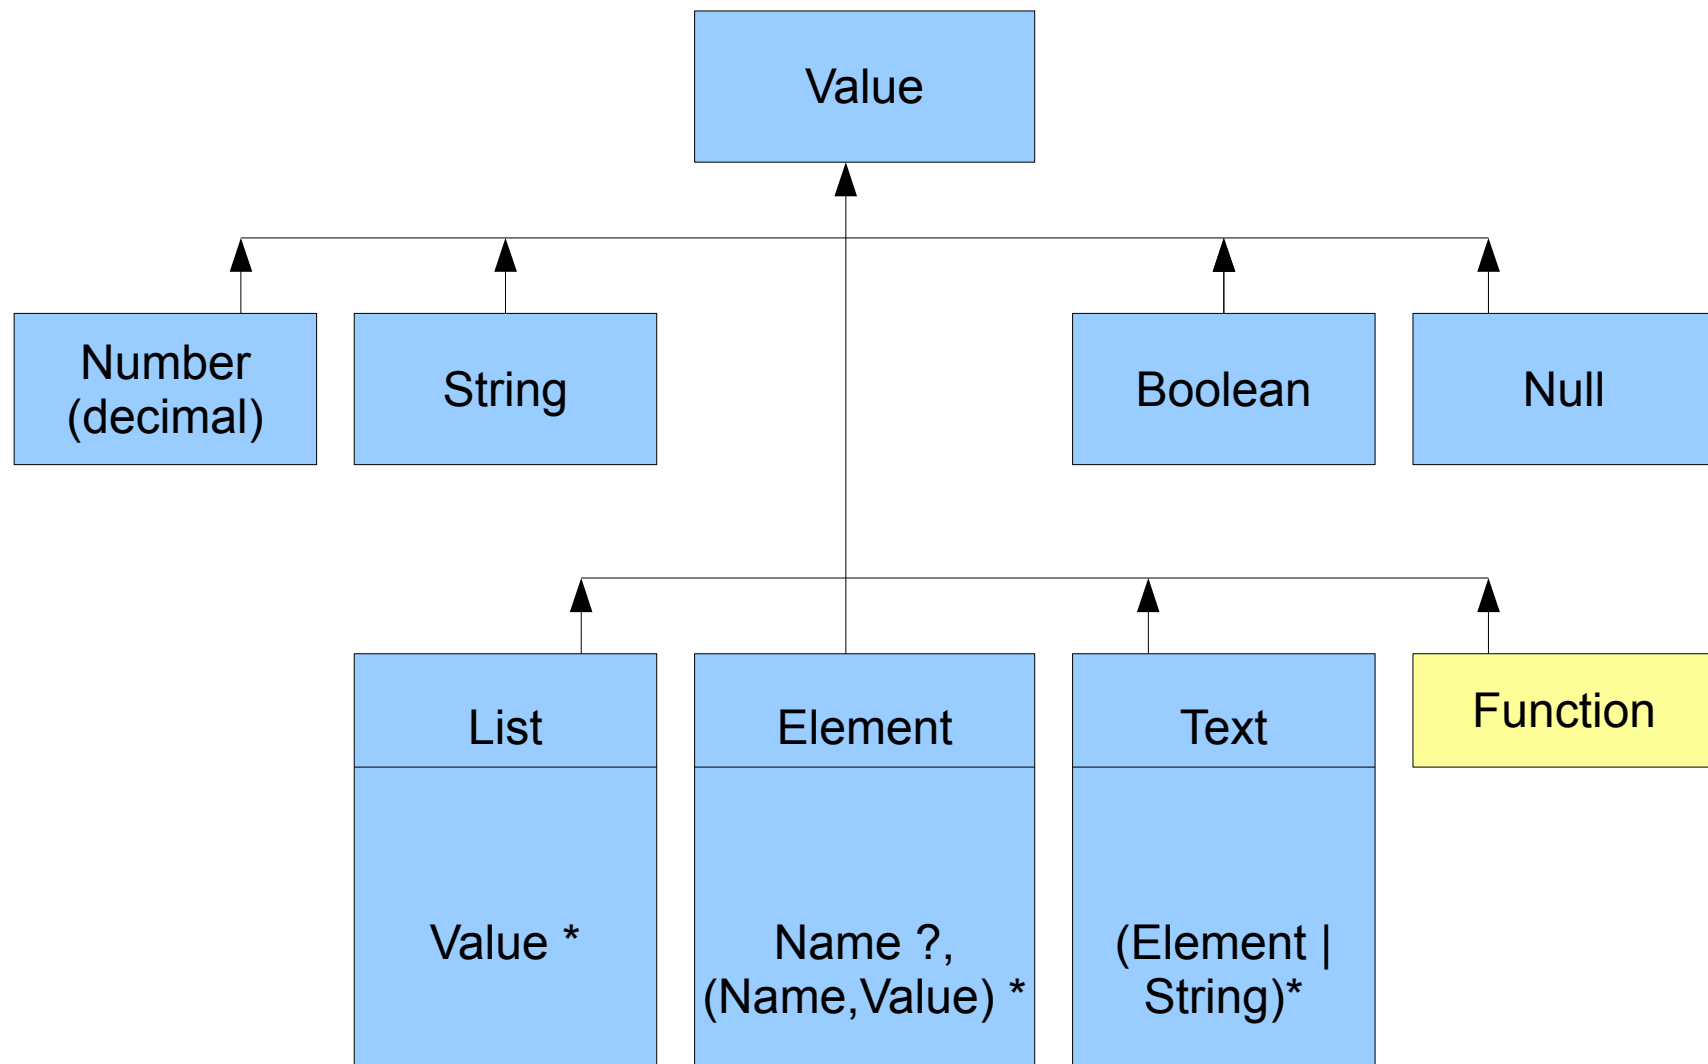 Value
Number
(decimal)
String
Boolean
Null
List
Element
Text
Function
Value *
Name ?,
(Name,Value) *
(Element |
String)*